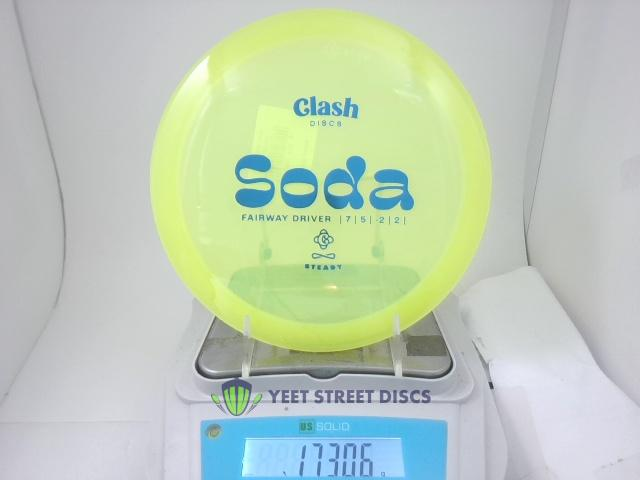 Clash
DISCS
Soda
FAIRWAY DRIVER | 7 | 5 | -2 | 2 |
STEADY
YEET STREET DISCS
US SOLID
173.06 g